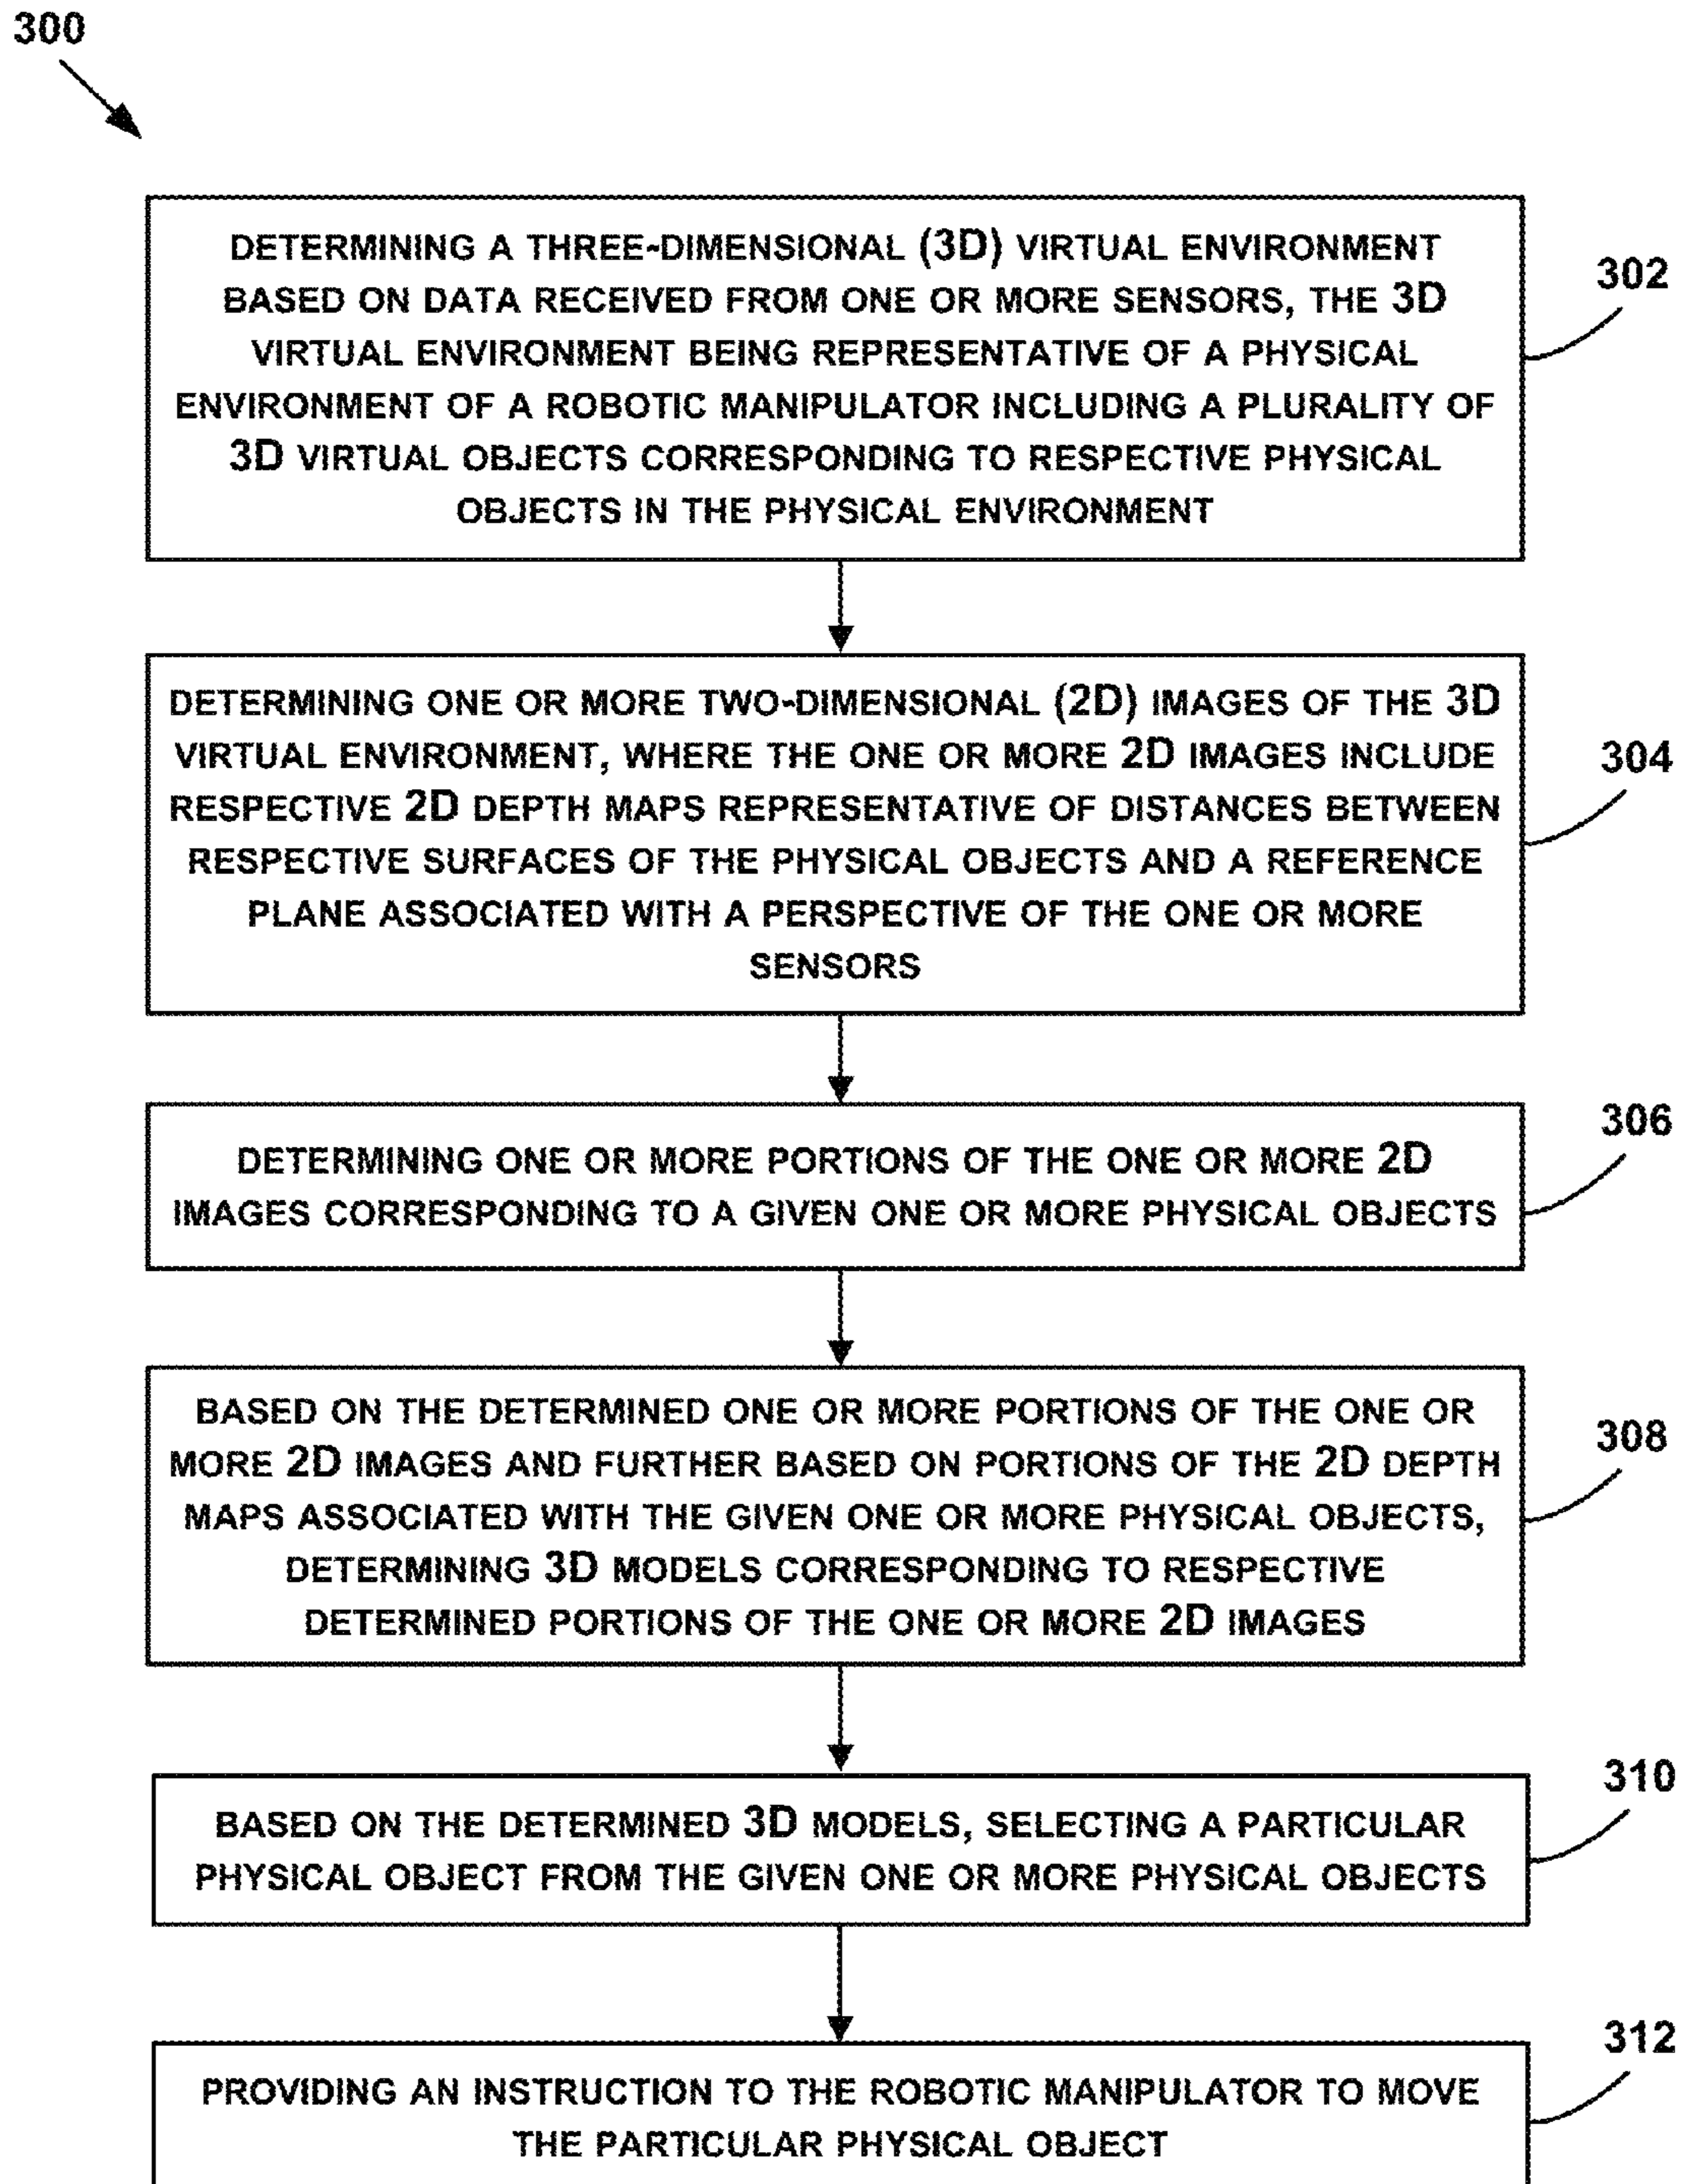 300
DETERMINING A THREE-DIMENSIONAL (3D) VIRTUAL ENVIRONMENT
BASED ON DATA RECEIVED FROM ONE OR MORE SENSORS, THE 3D
VIRTUAL ENVIRONMENT BEING REPRESENTATIVE OF A PHYSICAL
ENVIRONMENT OF A ROBOTIC MANIPULATOR INCLUDING A PLURALITY OF
3D VIRTUAL OBJECTS CORRESPONDING TO RESPECTIVE PHYSICAL
OBJECTS IN THE PHYSICAL ENVIRONMENT
302
DETERMINING ONE OR MORE TWO-DIMENSIONAL (2D) IMAGES OF THE 3D
VIRTUAL ENVIRONMENT, WHERE THE ONE OR MORE 2D IMAGES INCLUDE
RESPECTIVE 2D DEPTH MAPS REPRESENTATIVE OF DISTANCES BETWEEN
RESPECTIVE SURFACES OF THE PHYSICAL OBJECTS AND A REFERENCE
PLANE ASSOCIATED WITH A PERSPECTIVE OF THE ONE OR MORE
SENSORS
304
DETERMINING ONE OR MORE PORTIONS OF THE ONE OR MORE 2D
IMAGES CORRESPONDING TO A GIVEN ONE OR MORE PHYSICAL OBJECTS
306
BASED ON THE DETERMINED ONE OR MORE PORTIONS OF THE ONE OR
MORE 2D IMAGES AND FURTHER BASED ON PORTIONS OF THE 2D DEPTH
MAPS ASSOCIATED WITH THE GIVEN ONE OR MORE PHYSICAL OBJECTS,
DETERMINING 3D MODELS CORRESPONDING TO RESPECTIVE
DETERMINED PORTIONS OF THE ONE OR MORE 2D IMAGES
308
BASED ON THE DETERMINED 3D MODELS, SELECTING A PARTICULAR
PHYSICAL OBJECT FROM THE GIVEN ONE OR MORE PHYSICAL OBJECTS
310
PROVIDING AN INSTRUCTION TO THE ROBOTIC MANIPULATOR TO MOVE
THE PARTICULAR PHYSICAL OBJECT
312